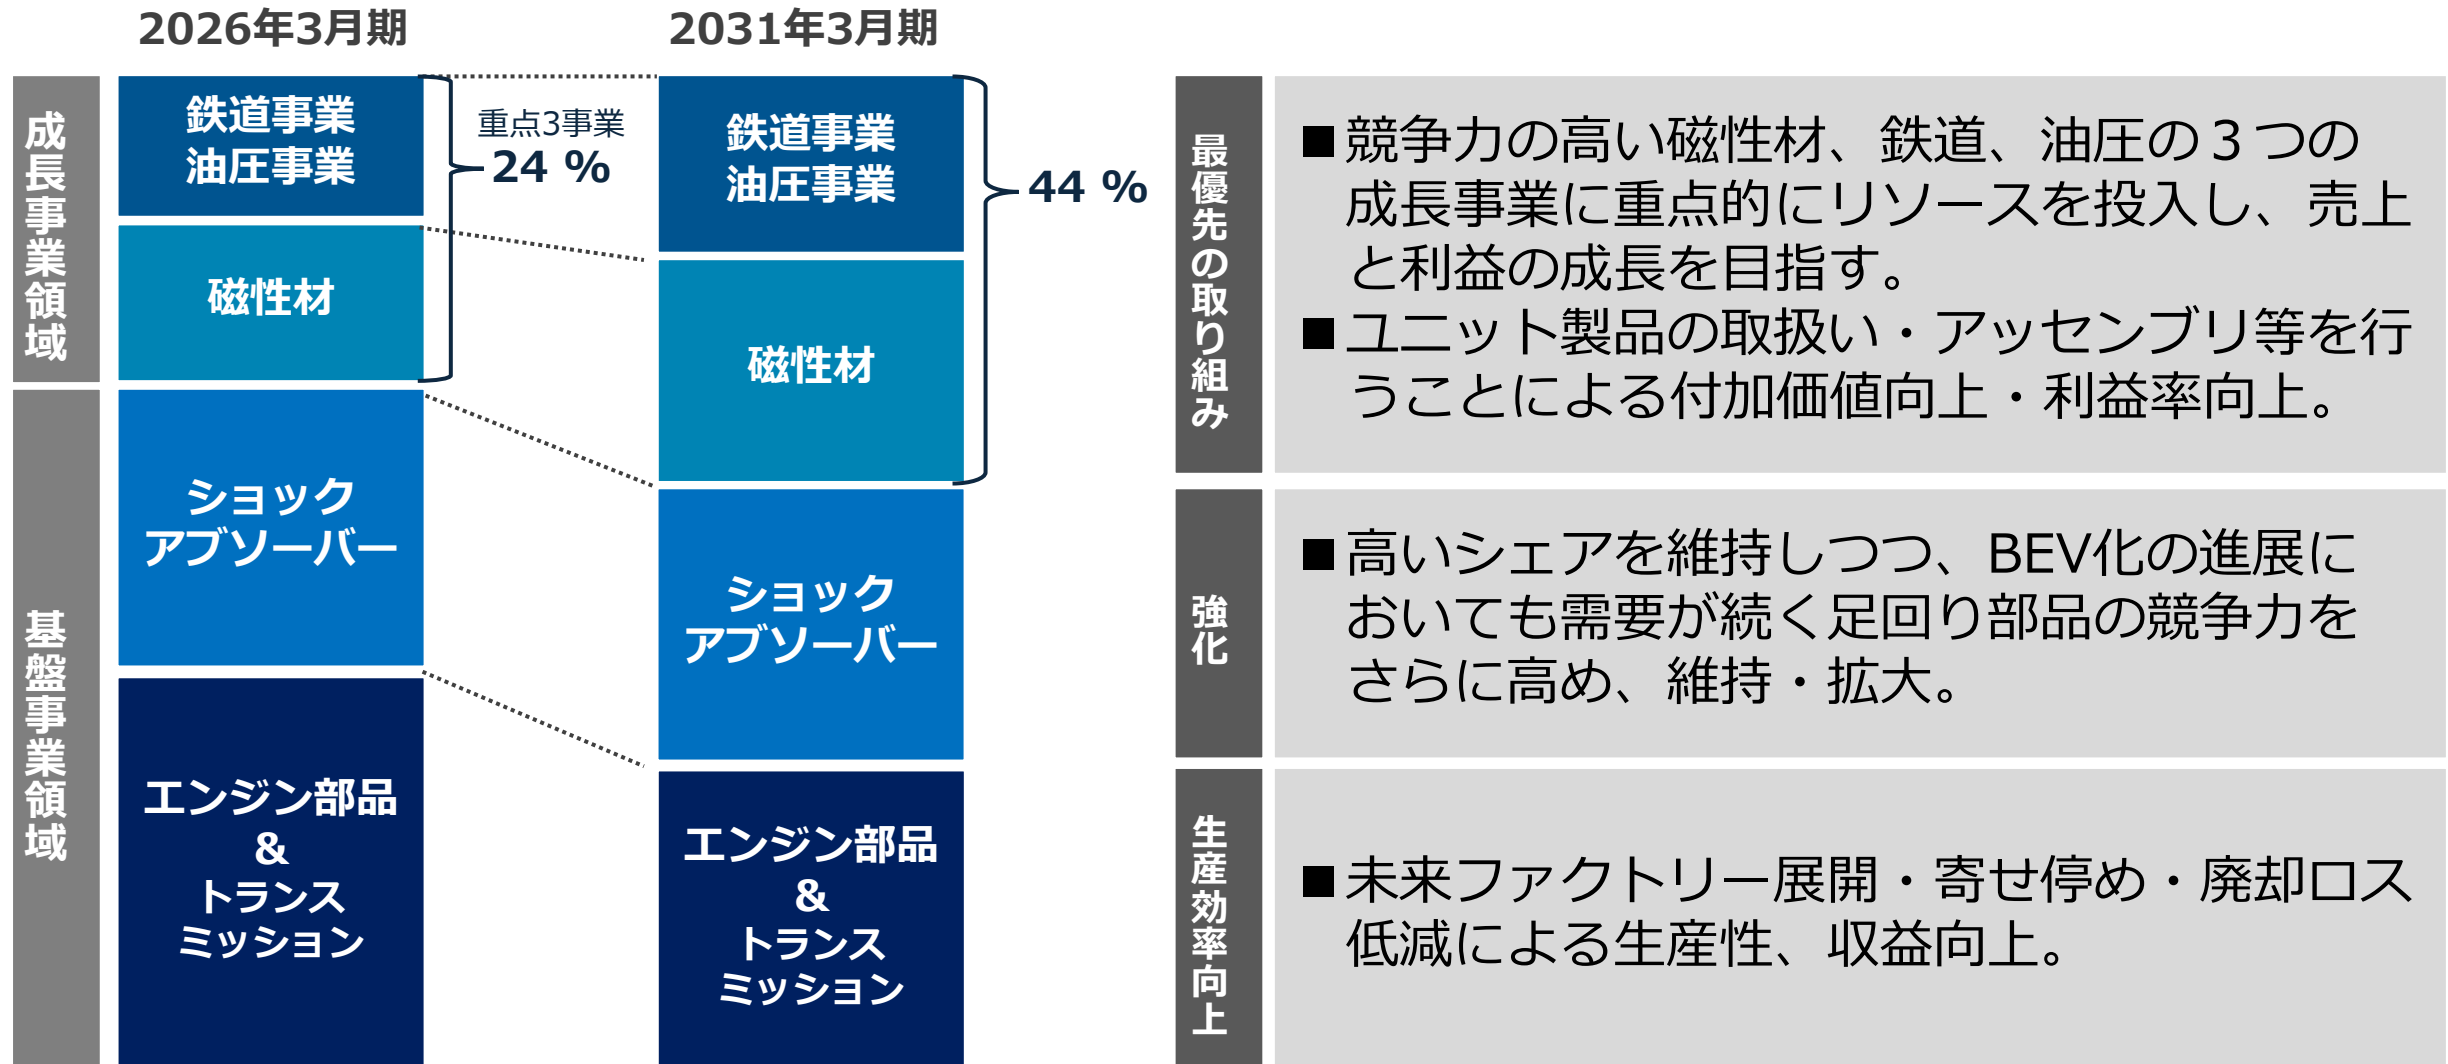 2026年3月期
2031年3月期
成長事業領域
鉄道事業
油圧事業
磁性材
重点3事業
24 %
鉄道事業
油圧事業
磁性材
44 %
基盤事業領域
ショック
アブソーバー
エンジン部品
&
トランス
ミッション
ショック
アブソーバー
エンジン部品
&
トランス
ミッション
最優先の取り組み
■競争力の高い磁性材、鉄道、油圧の３つの
成長事業に重点的にリソースを投入し、売上
と利益の成長を目指す。
■ユニット製品の取扱い・アッセンブリ等を行
うことによる付加価値向上・利益率向上。
強化
■高いシェアを維持しつつ、BEV化の進展に
おいても需要が続く足回り部品の競争力を
さらに高め、維持・拡大。
生産効率向上
■未来ファクトリー展開・寄せ停め・廃却ロス
低減による生産性、収益向上。